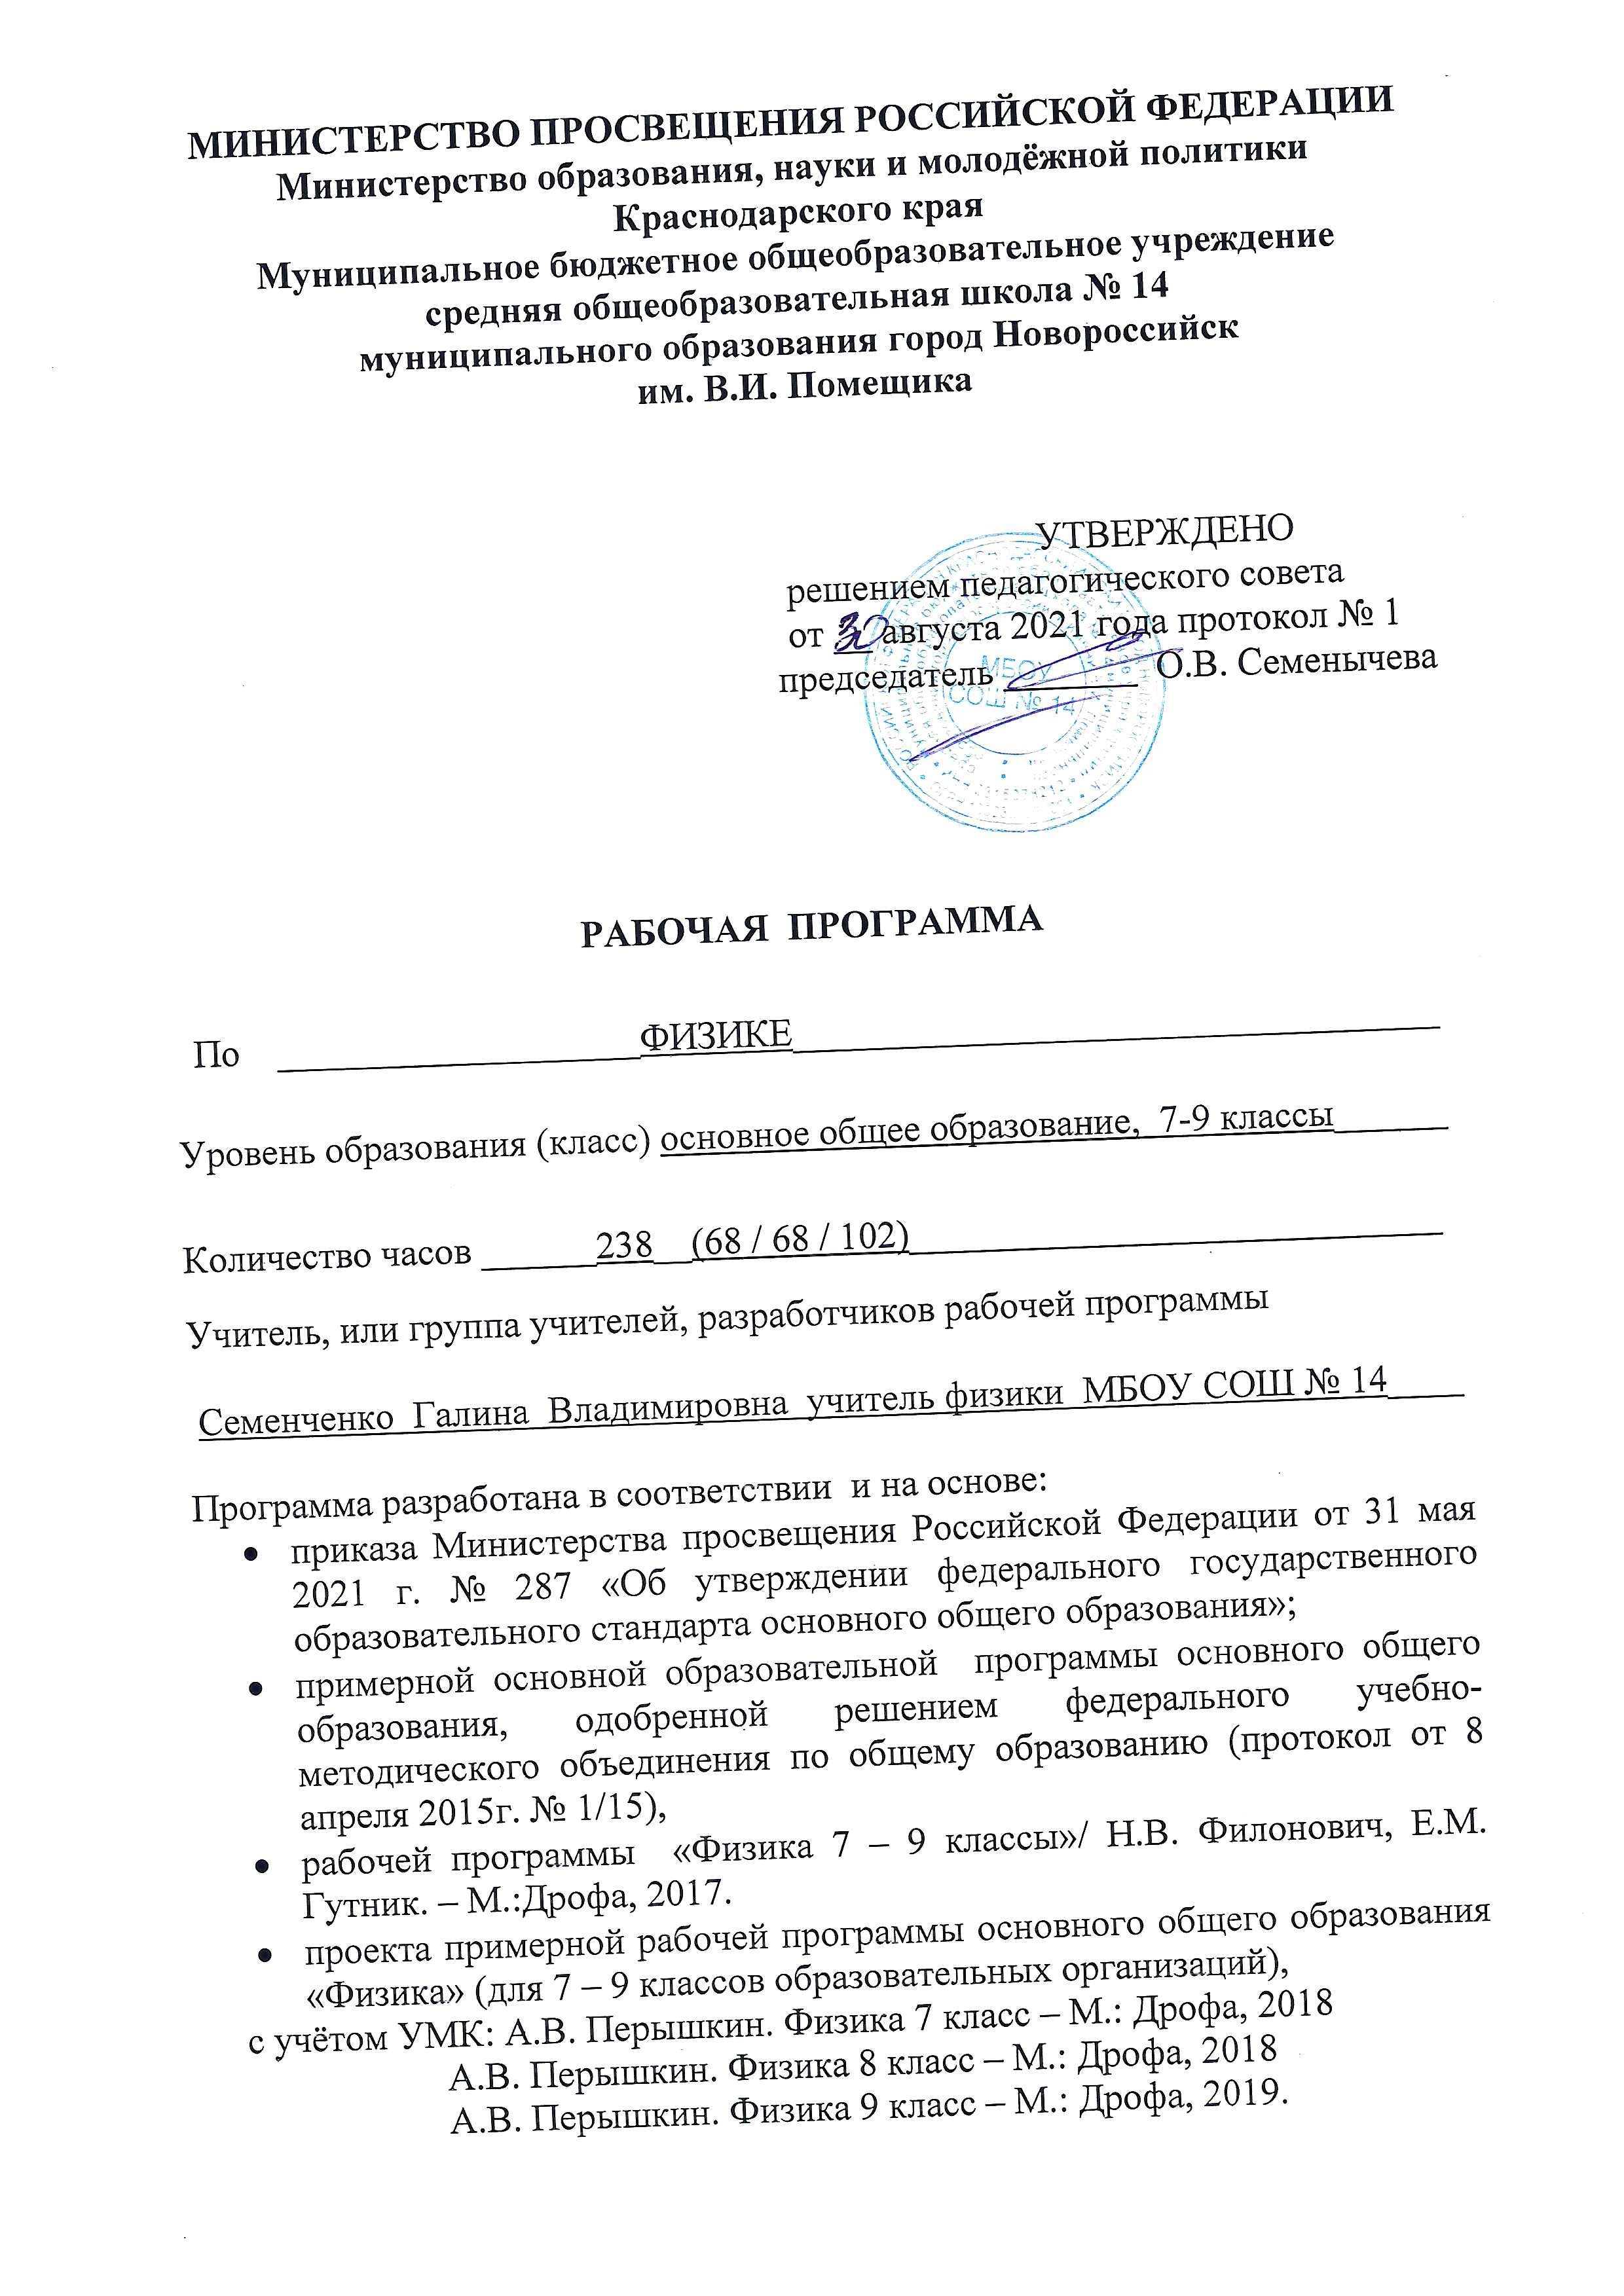 МИНИСТЕРСТВО ПРОСВЕЩЕНИЯ РОССИЙСКОЙ ФЕДЕРАЦИИ
Министерство образования, науки и молодёжной политики
Краснодарского края
Муниципальное бюджетное общеобразовательное учреждение
средняя общеобразовательная школа № 14
муниципального образования город Новороссийск
им. В.И. Помещика
УТВЕРЖДЕНО
решением педагогического совета
от 30 августа 2021 года протокол № 1
председатель ________ О.В. Семенычева
МБОУ
СОШ № 14
РАБОЧАЯ ПРОГРАММА
По ФИЗИКЕ
Уровень образования (класс) основное общее образование, 7-9 классы
Количество часов 238 (68 / 68 / 102)
Учитель, или группа учителей, разработчиков рабочей программы
Семенченко Галина Владимировна учитель физики МБОУ СОШ № 14
Программа разработана в соответствии и на основе:
• приказа Министерства просвещения Российской Федерации от 31 мая
2021 г. № 287 «Об утверждении федерального государственного
образовательного стандарта основного общего образования»;
• примерной основной образовательной программы основного общего
образования, одобренной решением федерального учебно-
методического объединения по общему образованию (протокол от 8
апреля 2015г. № 1/15),
• рабочей программы «Физика 7 – 9 классы»/ Н.В. Филонович, Е.М.
Гутник. – М.:Дрофа, 2017.
• проекта примерной рабочей программы основного общего образования
«Физика» (для 7 – 9 классов образовательных организаций),
с учётом УМК: А.В. Перышкин. Физика 7 класс – М.: Дрофа, 2018
А.В. Перышкин. Физика 8 класс – М.: Дрофа, 2018
А.В. Перышкин. Физика 9 класс – М.: Дрофа, 2019.